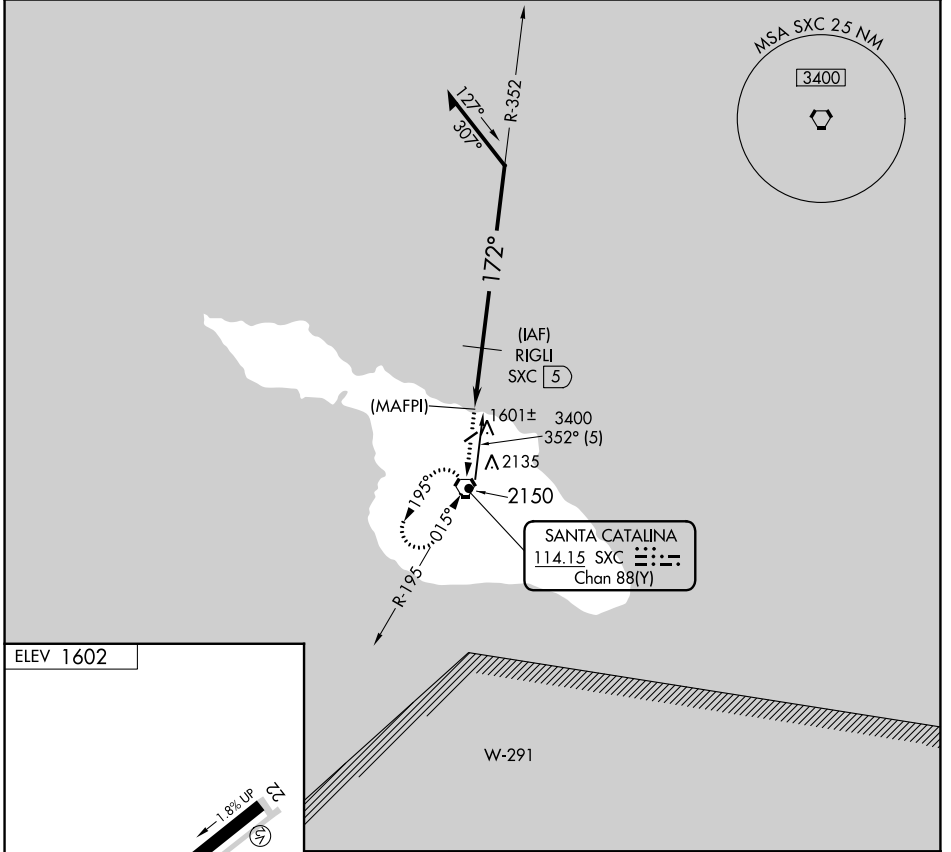 MSA SXC 25 NM
3400
R-352
127°
307°
172°
(IAF)
RIGLI
SXC 5
(MAFPI)
1601± 3400
352° (5)
2135
2150
195°
015°
R-195
SANTA CATALINA
114.15 SXC
Chan 88(Y)
ELEV 1602
W-291
1.8% UP
22
V5